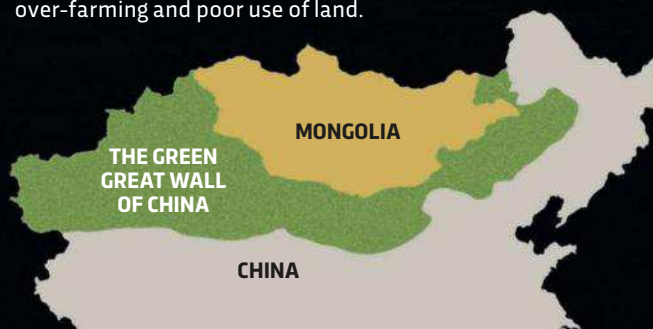 over-farming and poor use of land.
MONGOLIA
THE GREEN
GREAT WALL
OF CHINA
CHINA